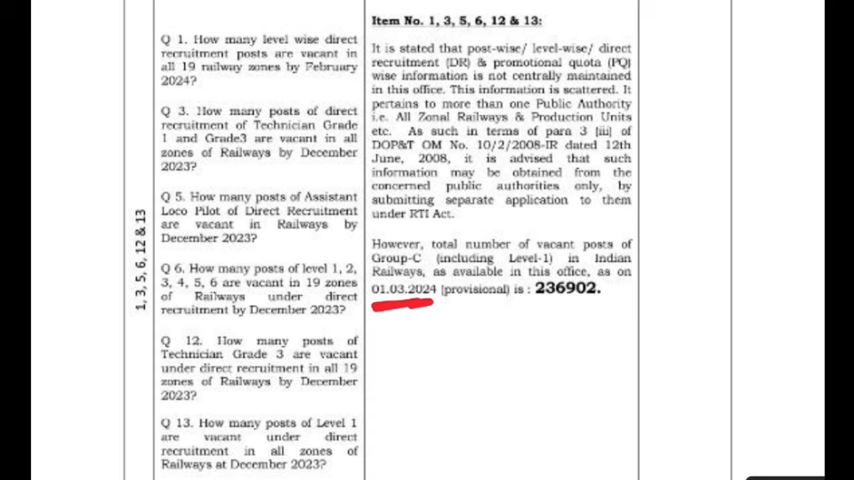 1, 3, 5, 6, 12 & 13
Q 1. How many level wise direct
recruitment posts are vacant in
all 19 railway zones by February
2024?
Q 3. How many posts of direct
recruitment of Technician Grade
1 and Grade3 are vacant in all
zones of Railways by December
2023?
Q 5. How many posts of Assistant
Loco Pilot of Direct Recruitment
are vacant in Railways by
December 2023?
Q 6. How many posts of level 1, 2,
3, 4, 5, 6 are vacant in 19 zones
of Railways under direct
recruitment by December 2023?
Q 12. How many posts of
Technician Grade 3 are vacant
under direct recruitment in all 19
zones of Railways by December
2023?
Q 13. How many posts of Level 1
are vacant under direct
recruitment in all zones of
Railways at December 2023?
Item No. 1, 3, 5, 6, 12 & 13:
It is stated that post-wise/ level-wise/ direct
recruitment (DR) & promotional quota (PQ)
wise information is not centrally maintained
in this office. This information is scattered. It
pertains to more than one Public Authority
i.e. All Zonal Railways & Production Units
etc. As such in terms of para 3 [iii] of
DOP&T OM No. 10/2/2008-IR dated 12th
June, 2008, it is advised that such
information may be obtained from the
concerned public authorities only, by
submitting separate application to them
under RTI Act.
However, total number of vacant posts of
Group-C (including Level-1) in Indian
Railways, as available in this office, as on
01.03.2024 (provisional) is : 236902.